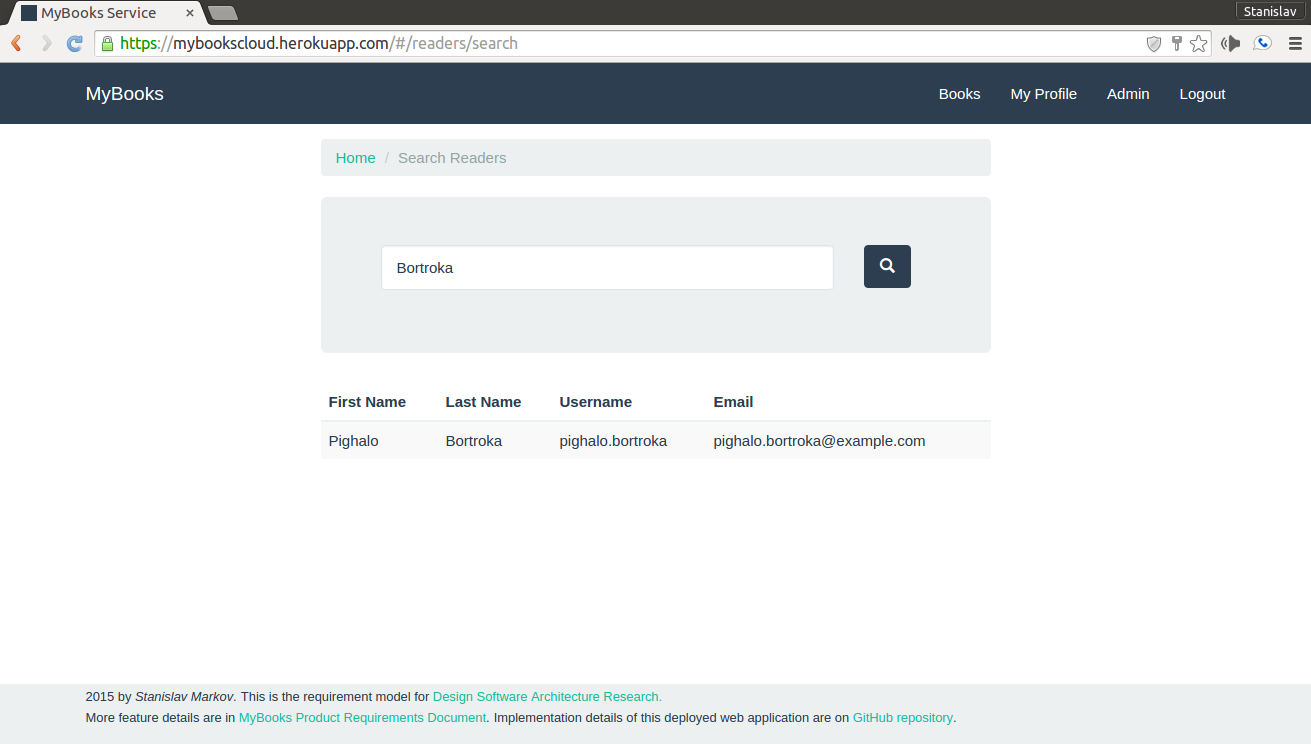 MyBooks Service
Stanislav
https://mybookscloud.herokuapp.com/#/readers/search
MyBooks Books My Profile Admin Logout
Home / Search Readers
Bortroka
First Name Last Name Username Email
Pighalo Bortroka pighalo.bortroka pighalo.bortroka@example.com
2015 by Stanislav Markov. This is the requirement model for Design Software Architecture Research.
More feature details are in MyBooks Product Requirements Document. Implementation details of this deployed web application are on GitHub repository.